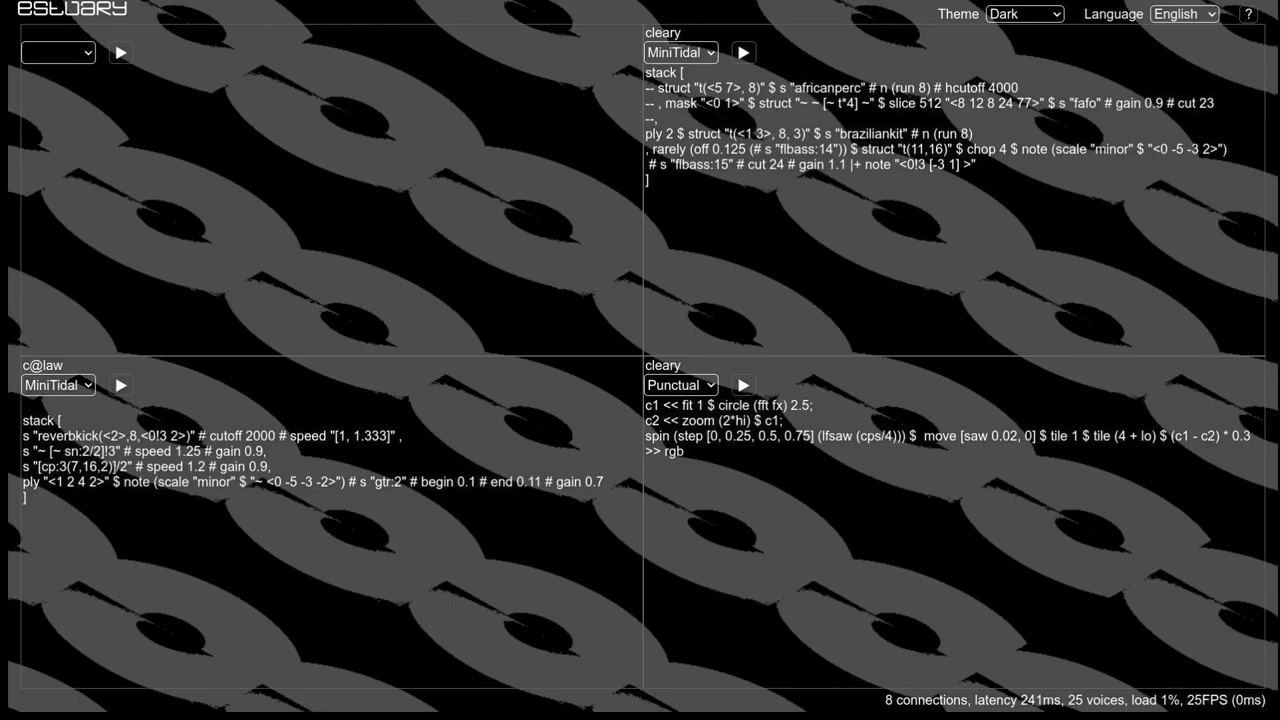 estuary
Theme Dark Language English ?
cleary
MiniTidal
stack [
-- struct "t(<5 7>, 8)" $ s "africanperc" # n (run 8) # hcutoff 4000
-- , mask "<0 1>" $ struct "~ ~ [~ t*4] ~" $ slice 512 "<8 12 8 24 77>" $ s "fafo" # gain 0.9 # cut 23
--,
ply 2 $ struct "t(<1 3>, 8, 3)" $ s "braziliankit" # n (run 8)
, rarely (off 0.125 (# s "flbass:14")) $ struct "t(11,16)" $ chop 4 $ note (scale "minor" $ "<0 -5 -3 2>")
# s "flbass:15" # cut 24 # gain 1.1 |+ note "<0!3 [-3 1] >"
]
c@law
MiniTidal
stack [
s "reverbkick(<2>,8,<0!3 2>)" # cutoff 2000 # speed "[1, 1.333]" ,
s "~ [~ sn:2/2]!3" # speed 1.25 # gain 0.9,
s "[cp:3(7,16,2)]/2" # speed 1.2 # gain 0.9,
ply "<1 2 4 2>" $ note (scale "minor" $ "~ <0 -5 -3 -2>") # s "gtr:2" # begin 0.1 # end 0.11 # gain 0.7
]
cleary
Punctual
c1 << fit 1 $ circle (fft fx) 2.5;
c2 << zoom (2*hi) $ c1;
spin (step [0, 0.25, 0.5, 0.75] (lfsaw (cps/4))) $ move [saw 0.02, 0] $ tile 1 $ tile (4 + lo) $ (c1 - c2) * 0.3
>> rgb
8 connections, latency 241ms, 25 voices, load 1%, 25FPS (0ms)